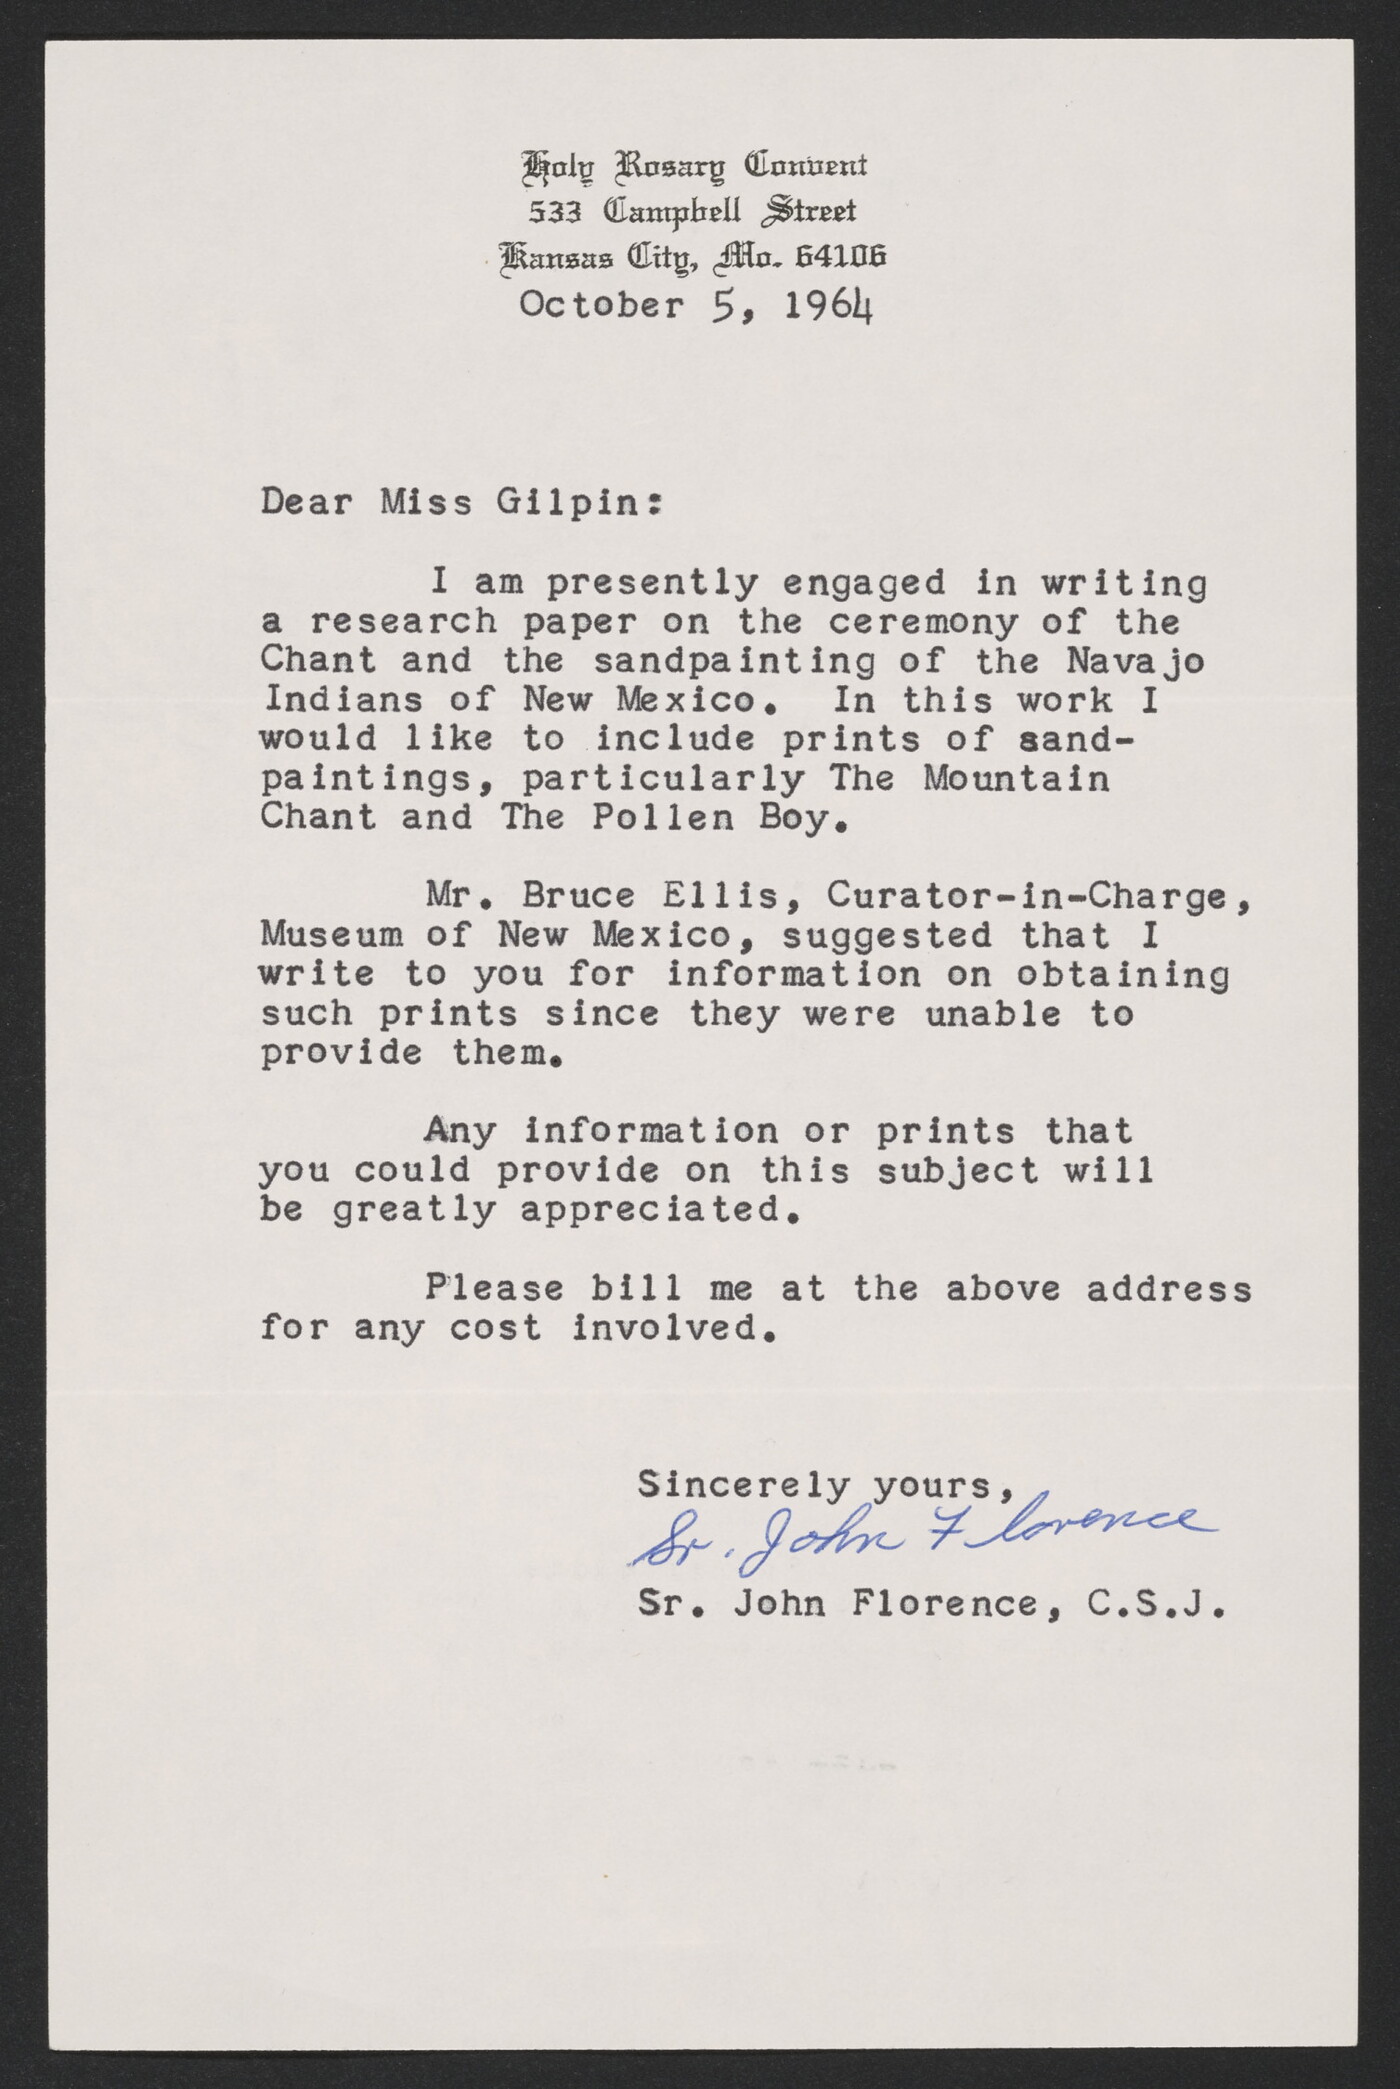 Holy Rosary Convent
533 Campbell Street
Kansas City, Mo. 64106
October 5, 1964
Dear Miss Gilpin:
I am presently engaged in writing
a research paper on the ceremony of the
Chant and the sandpainting of the Navajo
Indians of New Mexico. In this work I
would like to include prints of sand-
paintings, particularly The Mountain
Chant and The Pollen Boy.
Mr. Bruce Ellis, Curator-in-Charge,
Museum of New Mexico, suggested that I
write to you for information on obtaining
such prints since they were unable to
provide them.
Any information or prints that
you could provide on this subject will
be greatly appreciated.
Please bill me at the above address
for any cost involved.
Sincerely yours,
Sr. John Florence
Sr. John Florence, C.S.J.